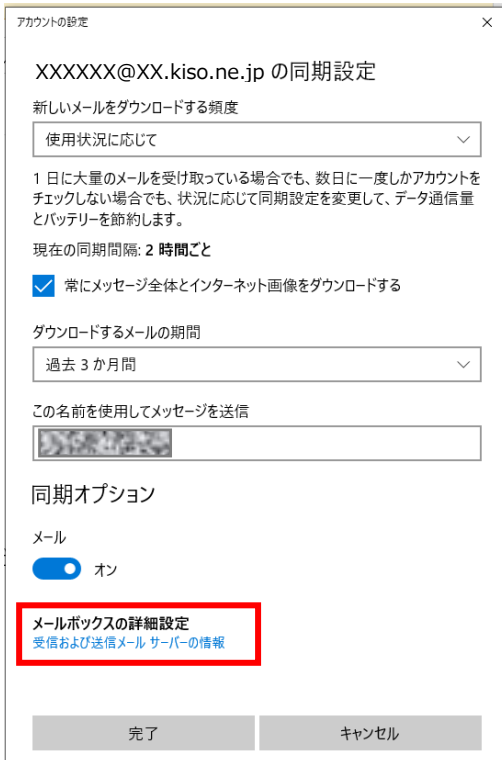 アカウントの設定
XXXXXX@XX.kiso.ne.jp の同期設定
新しいメールをダウンロードする頻度
使用状況に応じて
1 日に大量のメールを受け取っている場合でも、数日に一度しかアカウントを
チェックしない場合でも、状況に応じて同期設定を変更して、データ通信量
とバッテリーを節約します。
現在の同期間隔: 2 時間ごと
常にメッセージ全体とインターネット画像をダウンロードする
ダウンロードするメールの期間
過去 3 か月間
この名前を使用してメッセージを送信
同期オプション
メール
オン
メールボックスの詳細設定
受信および送信メール サーバーの情報
完了
キャンセル